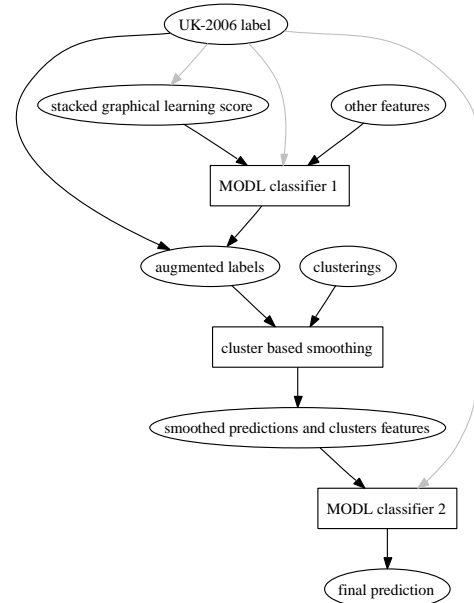 UK-2006 label
stacked graphical learning score
other features
MODL classifier 1
augmented labels
clusterings
cluster based smoothing
smoothed predictions and clusters features
MODL classifier 2
final prediction